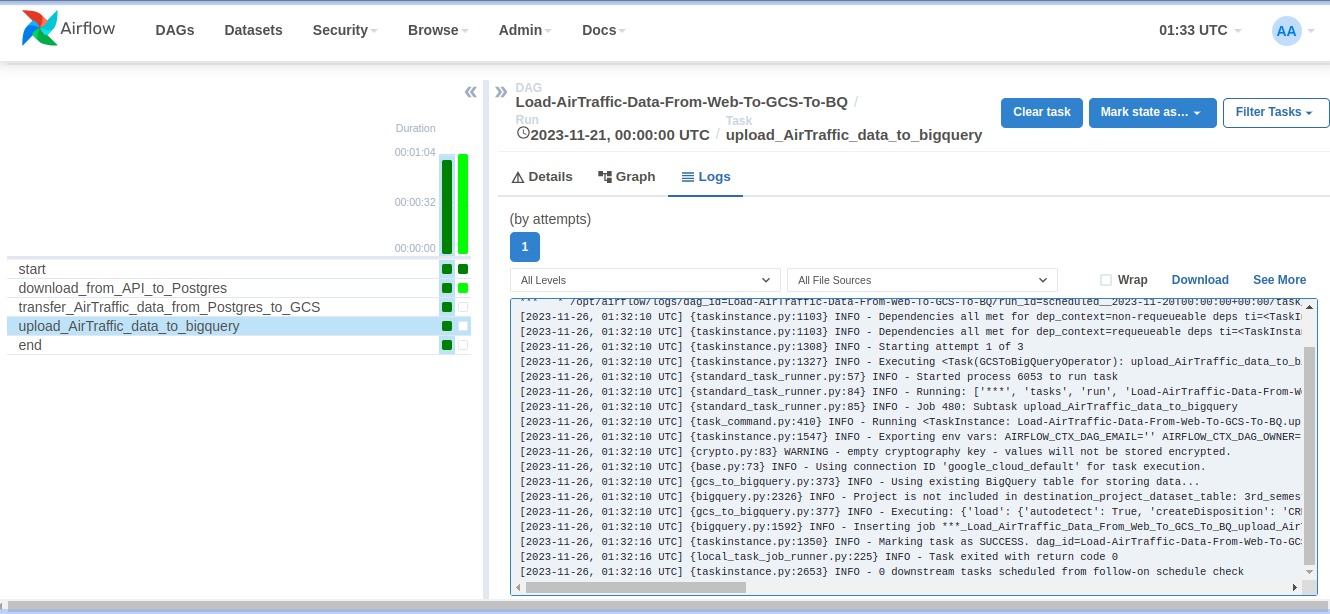 Airflow DAGs Datasets Security Browse Admin Docs 01:33 UTC AA
« » DAG
Load-AirTraffic-Data-From-Web-To-GCS-To-BQ /
Run Task
2023-11-21, 00:00:00 UTC / upload_AirTraffic_data_to_bigquery
Clear task Mark state as... Filter Tasks
Duration
00:01:04
00:00:32
00:00:00
start
download_from_API_to_Postgres
transfer_AirTraffic_data_from_Postgres_to_GCS
upload_AirTraffic_data_to_bigquery
end
Details Graph Logs
(by attempts)
1
All Levels All File Sources Wrap Download See More
*** * /opt/airflow/logs/dag_id=Load-AirTraffic-Data-From-Web-To-GCS-To-BQ/run_id=scheduled__2023-11-20T00:00:00+00:00/task_
[2023-11-26, 01:32:10 UTC] {taskinstance.py:1103} INFO - Dependencies all met for dep_context=non-requeueable deps ti=<TaskI
[2023-11-26, 01:32:10 UTC] {taskinstance.py:1103} INFO - Dependencies all met for dep_context=requeueable deps ti=<TaskInsta
[2023-11-26, 01:32:10 UTC] {taskinstance.py:1308} INFO - Starting attempt 1 of 3
[2023-11-26, 01:32:10 UTC] {taskinstance.py:1327} INFO - Executing <Task(GCSToBigQueryOperator): upload_AirTraffic_data_to_b
[2023-11-26, 01:32:10 UTC] {standard_task_runner.py:57} INFO - Started process 6053 to run task
[2023-11-26, 01:32:10 UTC] {standard_task_runner.py:84} INFO - Running: ['***', 'tasks', 'run', 'Load-AirTraffic-Data-From-W
[2023-11-26, 01:32:10 UTC] {standard_task_runner.py:85} INFO - Job 480: Subtask upload_AirTraffic_data_to_bigquery
[2023-11-26, 01:32:10 UTC] {task_command.py:410} INFO - Running <TaskInstance: Load-AirTraffic-Data-From-Web-To-GCS-To-BQ.up
[2023-11-26, 01:32:10 UTC] {taskinstance.py:1547} INFO - Exporting env vars: AIRFLOW_CTX_DAG_EMAIL='' AIRFLOW_CTX_DAG_OWNER=
[2023-11-26, 01:32:10 UTC] {crypto.py:83} WARNING - empty cryptography key - values will not be stored encrypted.
[2023-11-26, 01:32:10 UTC] {base.py:73} INFO - Using connection ID 'google_cloud_default' for task execution.
[2023-11-26, 01:32:10 UTC] {gcs_to_bigquery.py:373} INFO - Using existing BigQuery table for storing data...
[2023-11-26, 01:32:10 UTC] {bigquery.py:2326} INFO - Project is not included in destination_project_dataset_table: 3rd_semes
[2023-11-26, 01:32:10 UTC] {gcs_to_bigquery.py:377} INFO - Executing: {'load': {'autodetect': True, 'createDisposition': 'CR
[2023-11-26, 01:32:10 UTC] {bigquery.py:1592} INFO - Inserting job ***_Load_AirTraffic_Data_From_Web_To_GCS_To_BQ_upload_Air
[2023-11-26, 01:32:16 UTC] {taskinstance.py:1350} INFO - Marking task as SUCCESS. dag_id=Load-AirTraffic-Data-From-Web-To-GC
[2023-11-26, 01:32:16 UTC] {local_task_job_runner.py:225} INFO - Task exited with return code 0
[2023-11-26, 01:32:16 UTC] {taskinstance.py:2653} INFO - 0 downstream tasks scheduled from follow-on schedule check